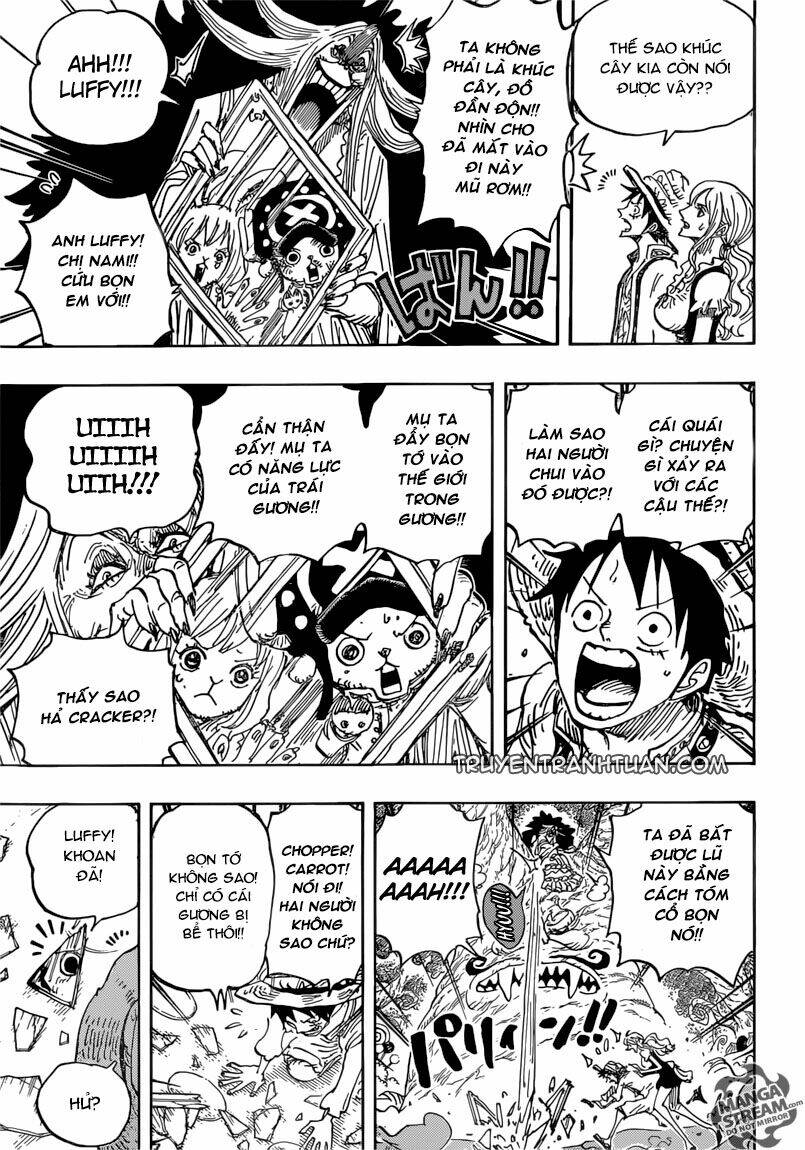 THẾ SAO KHÚC
CÂY KIA CÒN NÓI
ĐƯỢC VẬY??
TA KHÔNG
PHẢI LÀ KHÚC
CÂY, ĐỒ
ĐẦN ĐỘN!!
NHÌN CHO
ĐÃ MẮT VÀO
ĐI NÀY
MŨ RƠM!!
AHH!!!
LUFFY!!!
ANH LUFFY!
CHỊ NAMI!!
CỨU BỌN
EM VỚI!!
ばん!!
CÁI QUÁI
GÌ? CHUYỆN
GÌ XẢY RA
VỚI CÁC
CẬU THẾ?!
LÀM SAO
HAI NGƯỜI
CHUI VÀO
ĐÓ ĐƯỢC?!
MỤ TA
ĐẨY BỌN
TỚ VÀO
THẾ GIỚI
TRONG
GƯƠNG!!
CẨN THẬN
ĐẤY! MỤ TA
CÓ NĂNG LỰC
CỦA TRÁI
GƯƠNG!!
UIIIH
UIIIIH
UIIH!!!
THẤY SAO
HẢ CRACKER?!
TRUYENTRANHTUAN.COM
TA ĐÃ BẮT
ĐƯỢC LŨ
NÀY BẰNG
CÁCH TÓM
CỔ BỌN
NÓ!!
HYUU!!!
AAAAA
AAAH!!!
パリィン!!
CHOPPER!
CARROT!
NÓI ĐI!
HAI NGƯỜI
KHÔNG
SAO CHỨ?
BỌN TỚ
KHÔNG SAO!
CHỈ CÓ CÁI
GƯƠNG BỊ
BỂ THÔI!!
LUFFY!
KHOAN
ĐÃ!
HỬ?
MANGA
STREAM.COM
DO NOT MIRROR